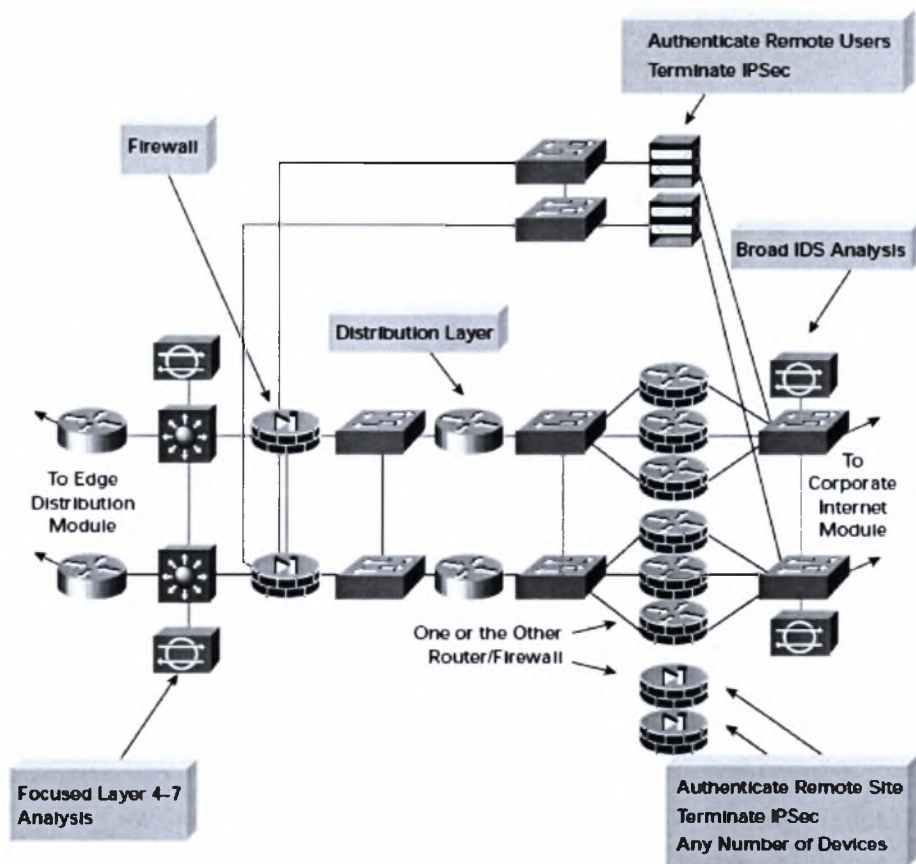 Authenticate Remote Users
Terminate IPSec
Firewall
Broad IDS Analysis
Distribution Layer
To Edge
Distribution
Module
To
Corporate
Internet
Module
One or the Other
Router/Firewall
Focused Layer 4–7
Analysis
Authenticate Remote Site
Terminate IPSec
Any Number of Devices